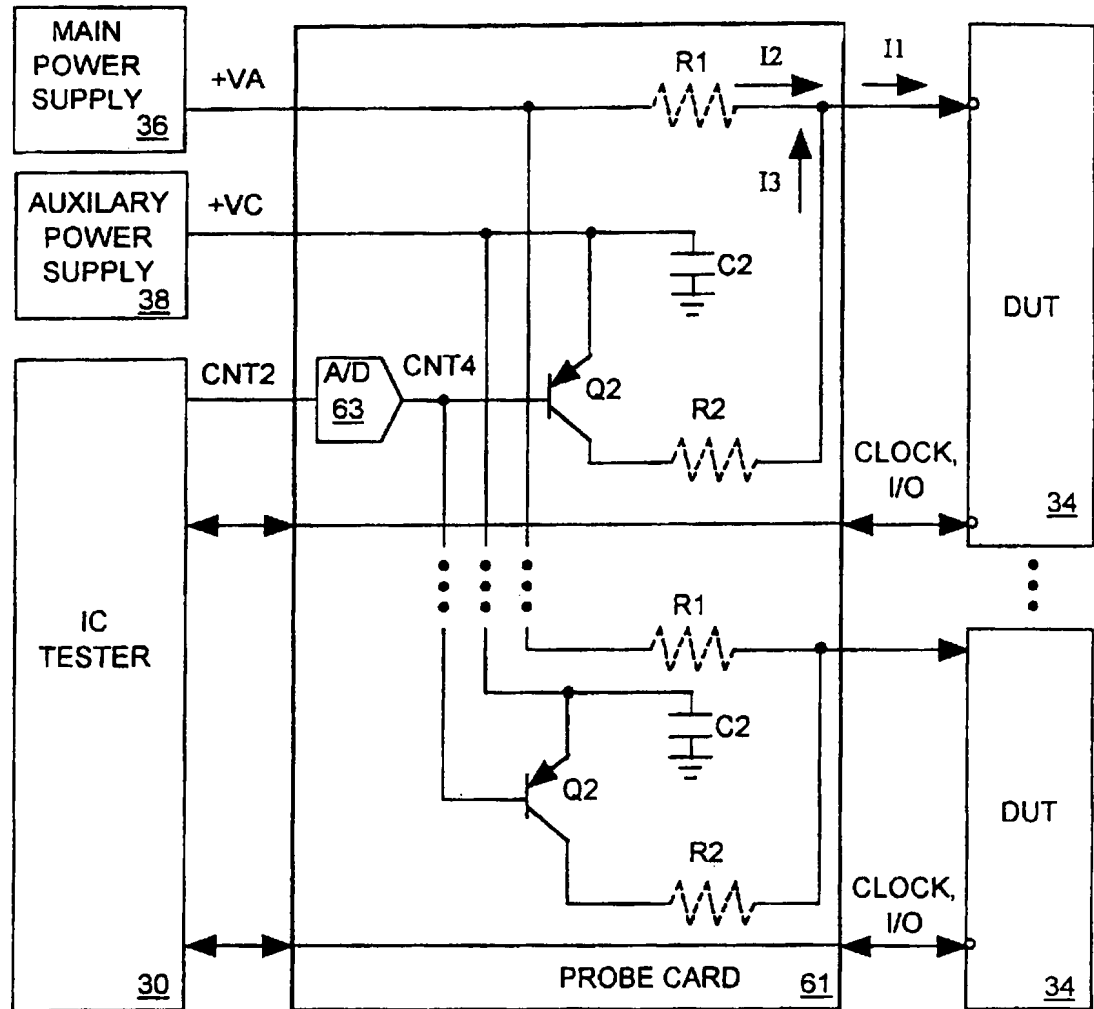 MAIN
POWER
SUPPLY
36
+VA
R1
I2
I1
I3
AUXILARY
POWER
SUPPLY
38
+VC
C2
DUT
CNT2
A/D
63
CNT4
Q2
R2
CLOCK,
I/O
34
IC
TESTER
R1
C2
Q2
DUT
R2
CLOCK,
I/O
30
PROBE CARD
61
34